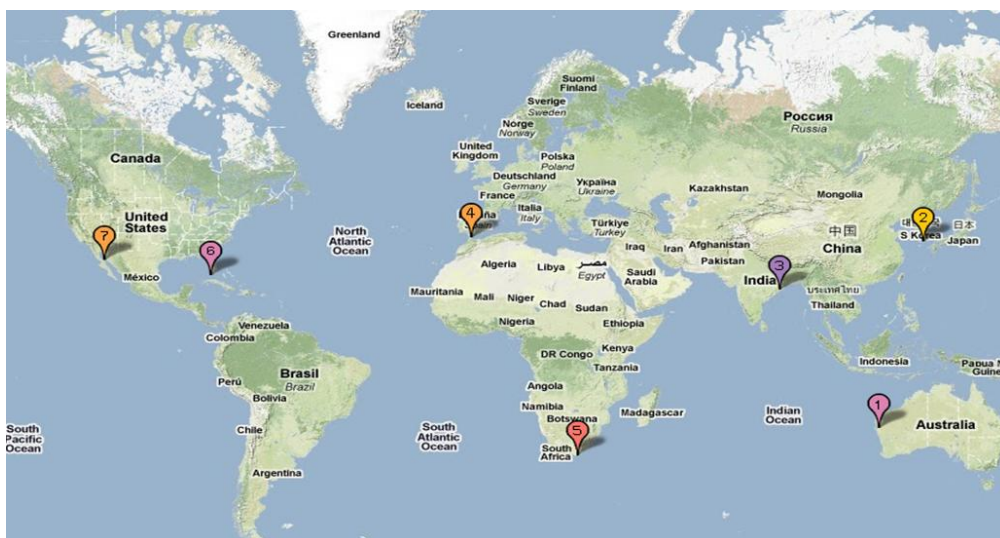 Greenland
Iceland
Suomi
Finland
Sverige
Sweden
Norge
Norway
Россия
Russia
United
Kingdom
Polska
Poland
Canada
Deutschland
Germany
Україна
Ukraine
Kazakhstan
Mongolia
France
Italia
Italy
Spain
4
2
United
States
7
6
North
Atlantic
Ocean
Türkiye
Turkey
Iraq
Iran
Afghanistan
Pakistan
中国
China
S Korea
日本
Japan
México
Algeria
Libya
مصر
Egypt
Saudi
Arabia
3
India
ประเทศไทย
Thailand
Mauritania
Mali
Niger
Chad
Sudan
Nigeria
Ethiopia
Venezuela
Colombia
DR Congo
Kenya
Tanzania
Indonesia
Papua N
Guine
Perú
Brasil
Brazil
Bolivia
Angola
Namibia
Botswana
Madagascar
Indian
Ocean
1
Australia
South
Pacific
Ocean
Chile
South
Atlantic
Ocean
5
South
Africa
Argentina